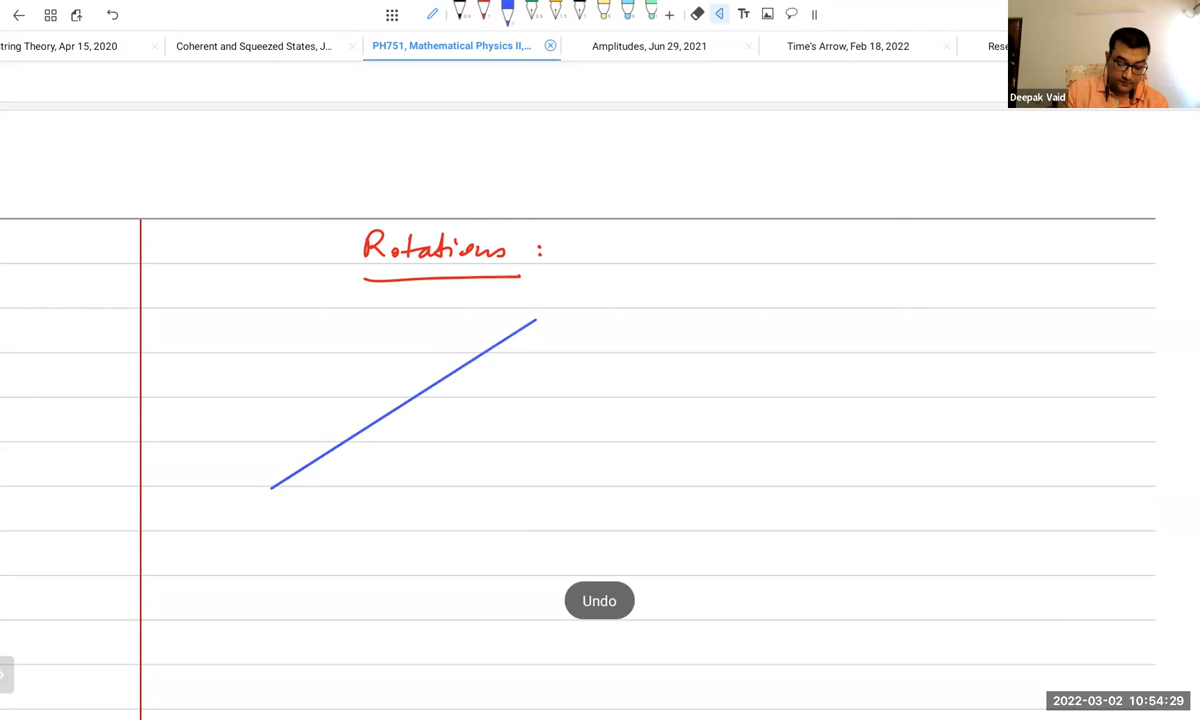 tring Theory, Apr 15, 2020
Coherent and Squeezed States, J...
PH751, Mathematical Physics II,...
Amplitudes, Jun 29, 2021
Time's Arrow, Feb 18, 2022
Rese
Deepak Vaid
Rotations :
Undo
2022-03-02 10:54:29